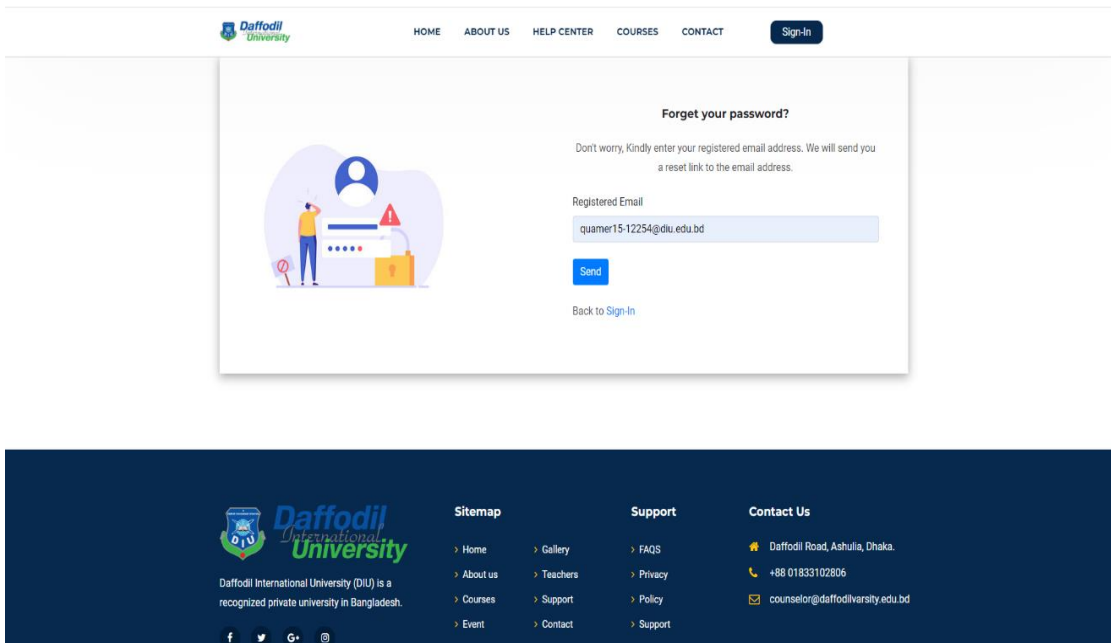 Daffodil
International
University
HOME ABOUT US HELP CENTER COURSES CONTACT Sign-In
Forget your password?
Don't worry, Kindly enter your registered email address. We will send you
a reset link to the email address.
Registered Email
quamer15-12254@diu.edu.bd
Send
Back to Sign-In
DIU
Daffodil
International
University
Daffodil International University (DIU) is a
recognized private university in Bangladesh.
Sitemap
> Home > Gallery
> About us > Teachers
> Courses > Support
> Event > Contact
Support
> FAQS
> Privacy
> Policy
> Support
Contact Us
Daffodil Road, Ashulia, Dhaka.
+88 01833102806
counselor@daffodilvarsity.edu.bd